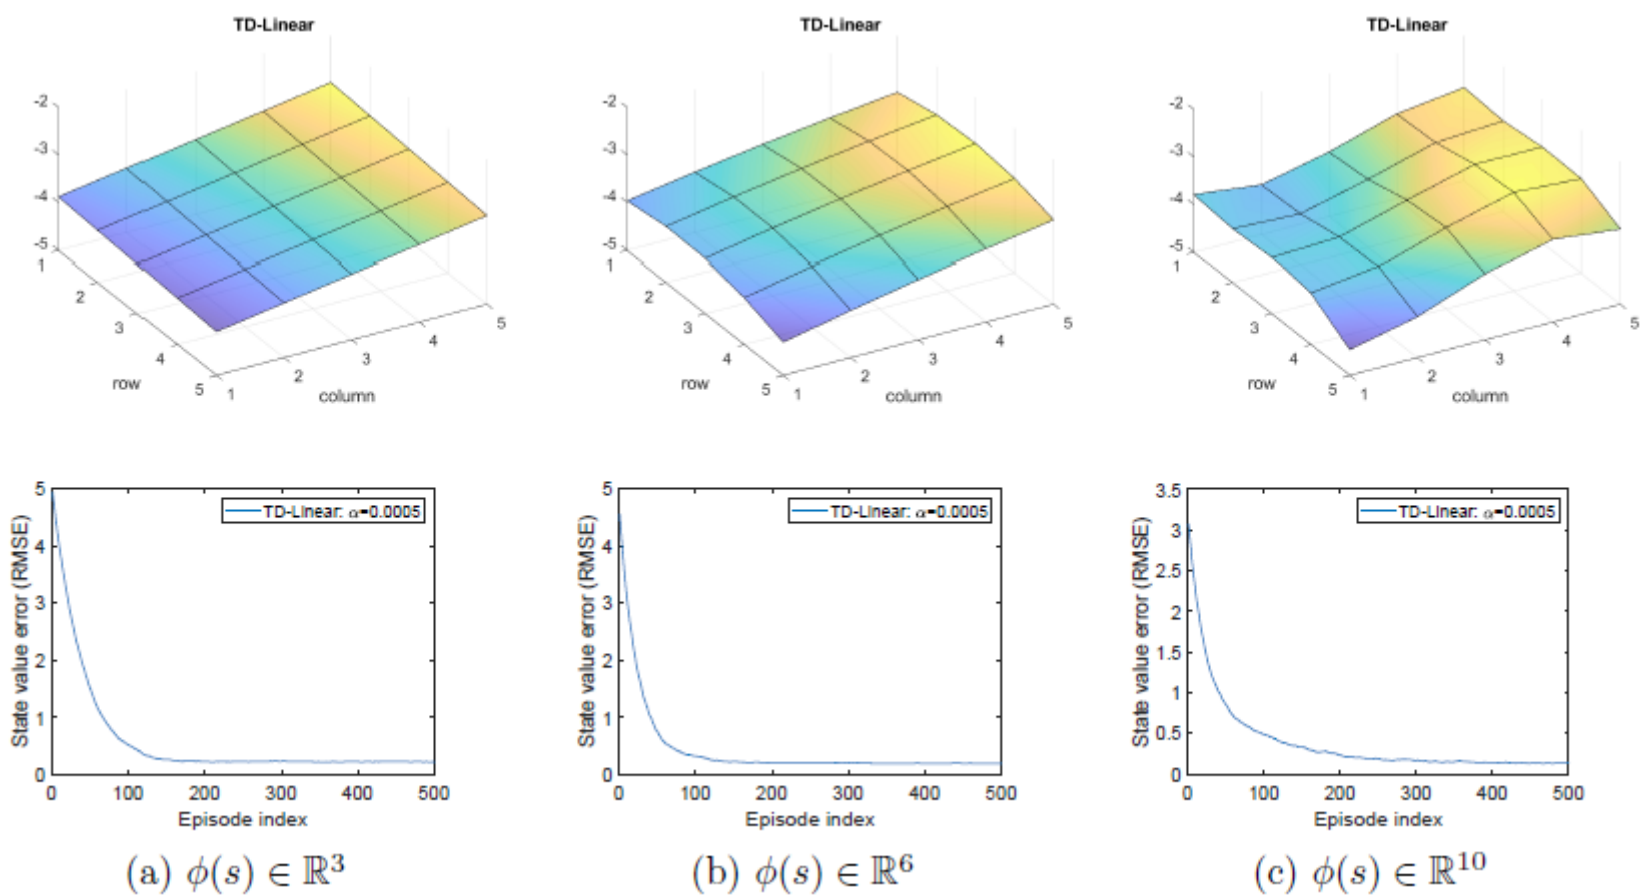 TD-Linear
-2
-3
-4
-5
1
2
3
4
5
row
1
2
3
4
5
column
TD-Linear
-2
-3
-4
-5
1
2
3
4
5
row
1
2
3
4
5
column
TD-Linear
-2
-3
-4
-5
1
2
3
4
5
row
1
2
3
4
5
column
5
4
3
2
1
0
State value error (RMSE)
TD-Linear: α=0.0005
0 100 200 300 400 500
Episode index
5
4
3
2
1
0
State value error (RMSE)
TD-Linear: α=0.0005
0 100 200 300 400 500
Episode index
3.5
3
2.5
2
1.5
1
0.5
0
State value error (RMSE)
TD-Linear: α=0.0005
0 100 200 300 400 500
Episode index
(a) ϕ(s) ∈ ℝ³
(b) ϕ(s) ∈ ℝ⁶
(c) ϕ(s) ∈ ℝ¹⁰